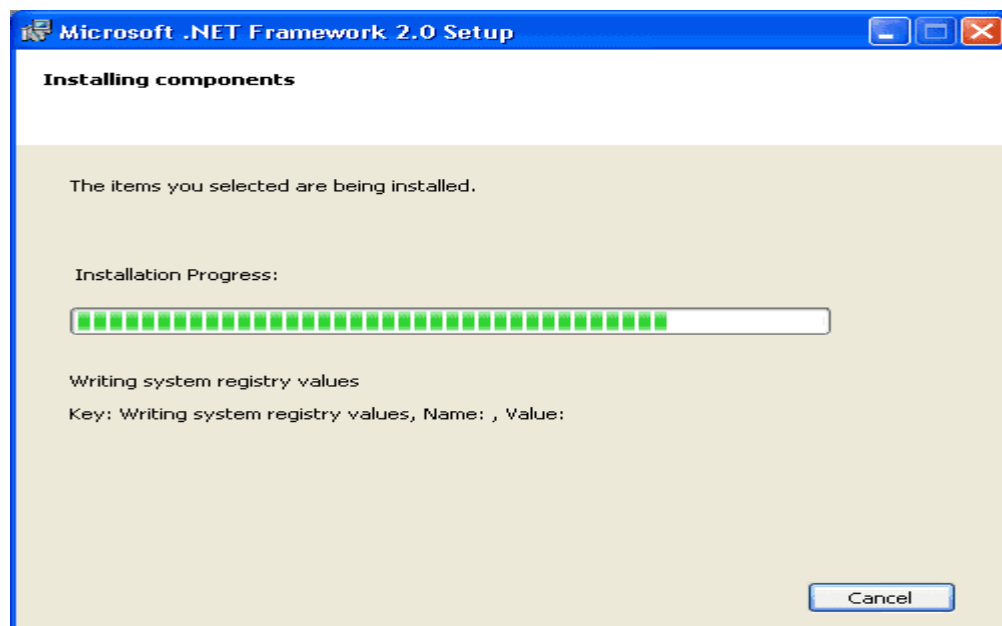 Microsoft .NET Framework 2.0 Setup
Installing components
The items you selected are being installed.
Installation Progress:
Writing system registry values
Key: Writing system registry values, Name: , Value:
Cancel